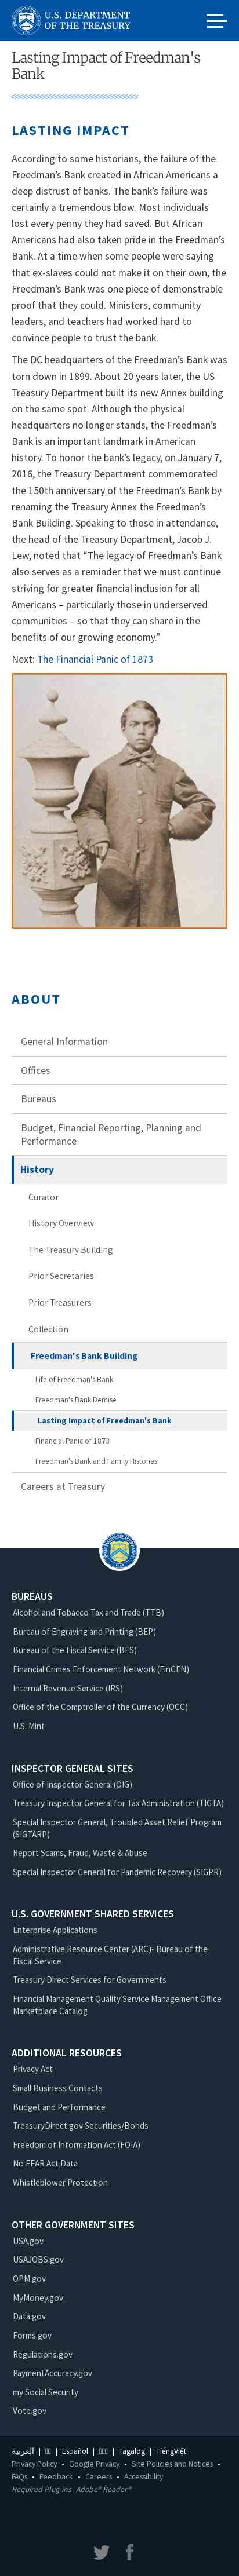 U.S. DEPARTMENT
OF THE TREASURY
Lasting Impact of Freedman's
Bank
LASTING IMPACT
According to some historians, the failure of the
Freedman’s Bank created in African Americans a
deep distrust of banks. The bank’s failure was
certainly a tremendous blow. Most individuals
lost every penny they had saved. But African
Americans had also taken pride in the Freedman’s
Bank. At a time when some people were saying
that ex-slaves could not make it on their own, the
Freedman’s Bank was one piece of demonstrable
proof that they could. Ministers, community
leaders, and teachers had worked hard to
convince people to trust the bank.
The DC headquarters of the Freedman’s Bank was
torn down in 1899. About 20 years later, the US
Treasury Department built its new Annex building
on the same spot. Although the physical
headquarters no longer stands, the Freedman’s
Bank is an important landmark in American
history. To honor the bank’s legacy, on January 7,
2016, the Treasury Department commemorated
the 150th anniversary of the Freedman’s Bank by
renaming the Treasury Annex the Freedman’s
Bank Building. Speaking to those in attendance,
the head of the Treasury Department, Jacob J.
Lew, noted that “The legacy of Freedman’s Bank
also serves as a reminder that we must continue
striving for greater financial inclusion for all
Americans – particularly those in underserved
communities – so that they can share in the
benefits of our growing economy.”
Next: The Financial Panic of 1873
ABOUT
General Information
Offices
Bureaus
Budget, Financial Reporting, Planning and
Performance
History
Curator
History Overview
The Treasury Building
Prior Secretaries
Prior Treasurers
Collection
Freedman's Bank Building
Life of Freedman's Bank
Freedman's Bank Demise
Lasting Impact of Freedman's Bank
Financial Panic of 1873
Freedman's Bank and Family Histories
Careers at Treasury
BUREAUS
Alcohol and Tobacco Tax and Trade (TTB)
Bureau of Engraving and Printing (BEP)
Bureau of the Fiscal Service (BFS)
Financial Crimes Enforcement Network (FinCEN)
Internal Revenue Service (IRS)
Office of the Comptroller of the Currency (OCC)
U.S. Mint
INSPECTOR GENERAL SITES
Office of Inspector General (OIG)
Treasury Inspector General for Tax Administration (TIGTA)
Special Inspector General, Troubled Asset Relief Program
(SIGTARP)
Report Scams, Fraud, Waste & Abuse
Special Inspector General for Pandemic Recovery (SIGPR)
U.S. GOVERNMENT SHARED SERVICES
Enterprise Applications
Administrative Resource Center (ARC)- Bureau of the
Fiscal Service
Treasury Direct Services for Governments
Financial Management Quality Service Management Office
Marketplace Catalog
ADDITIONAL RESOURCES
Privacy Act
Small Business Contacts
Budget and Performance
TreasuryDirect.gov Securities/Bonds
Freedom of Information Act (FOIA)
No FEAR Act Data
Whistleblower Protection
OTHER GOVERNMENT SITES
USA.gov
USAJOBS.gov
OPM.gov
MyMoney.gov
Data.gov
Forms.gov
Regulations.gov
PaymentAccuracy.gov
my Social Security
Vote.gov
العربية | | Español | | Tagalog | TiếngViệt
Privacy Policy • Google Privacy • Site Policies and Notices •
FAQs • Feedback • Careers • Accessibility
Required Plug-ins Adobe® Reader®